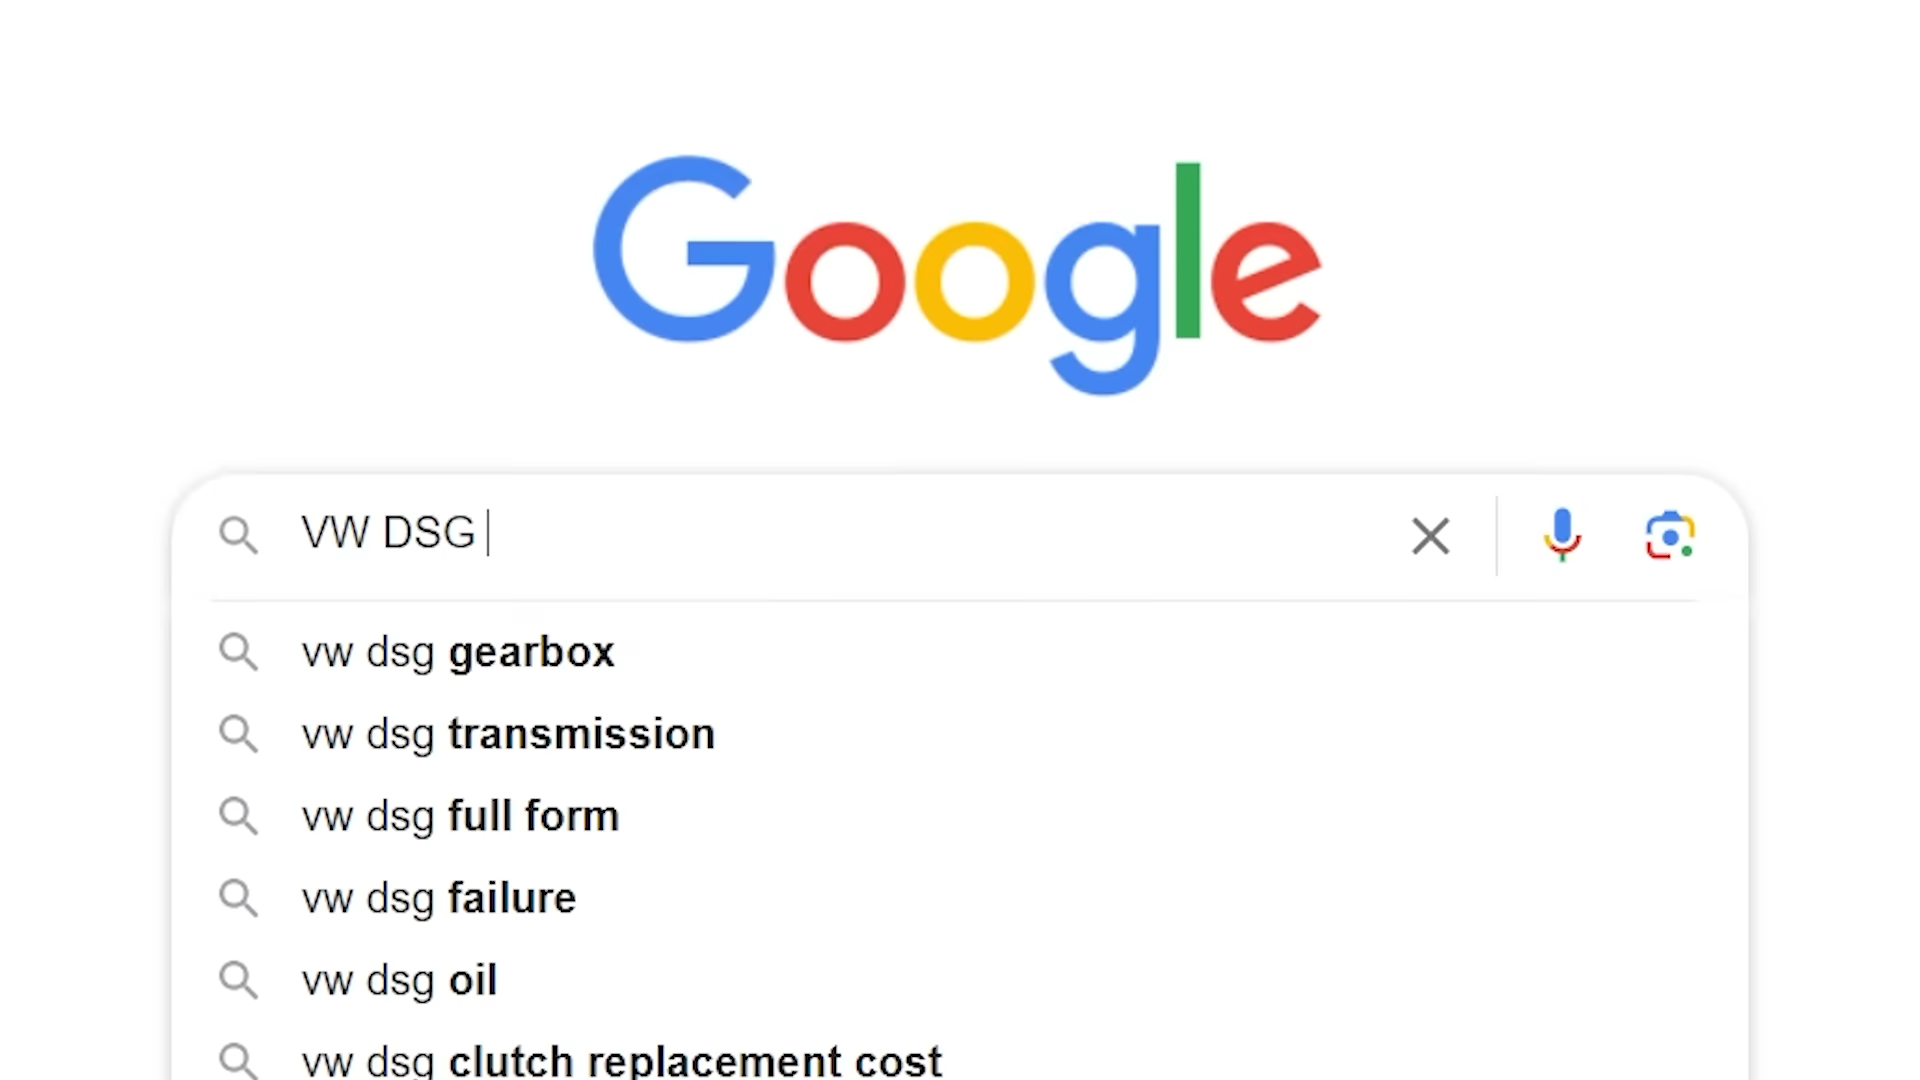 Google
VW DSG
vw dsg gearbox
vw dsg transmission
vw dsg full form
vw dsg failure
vw dsg oil
vw dsg clutch replacement cost